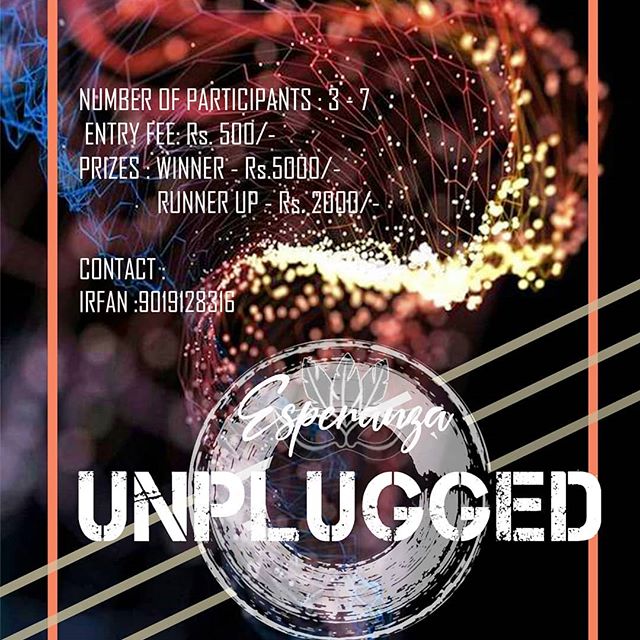 NUMBER OF PARTICIPANTS : 3 - 7
ENTRY FEE: Rs. 500/-
PRIZES : WINNER - Rs.5000/-
RUNNER UP - Rs. 2000/-
CONTACT :
IRFAN :9019128316
Esperanza
UNPLUGGED